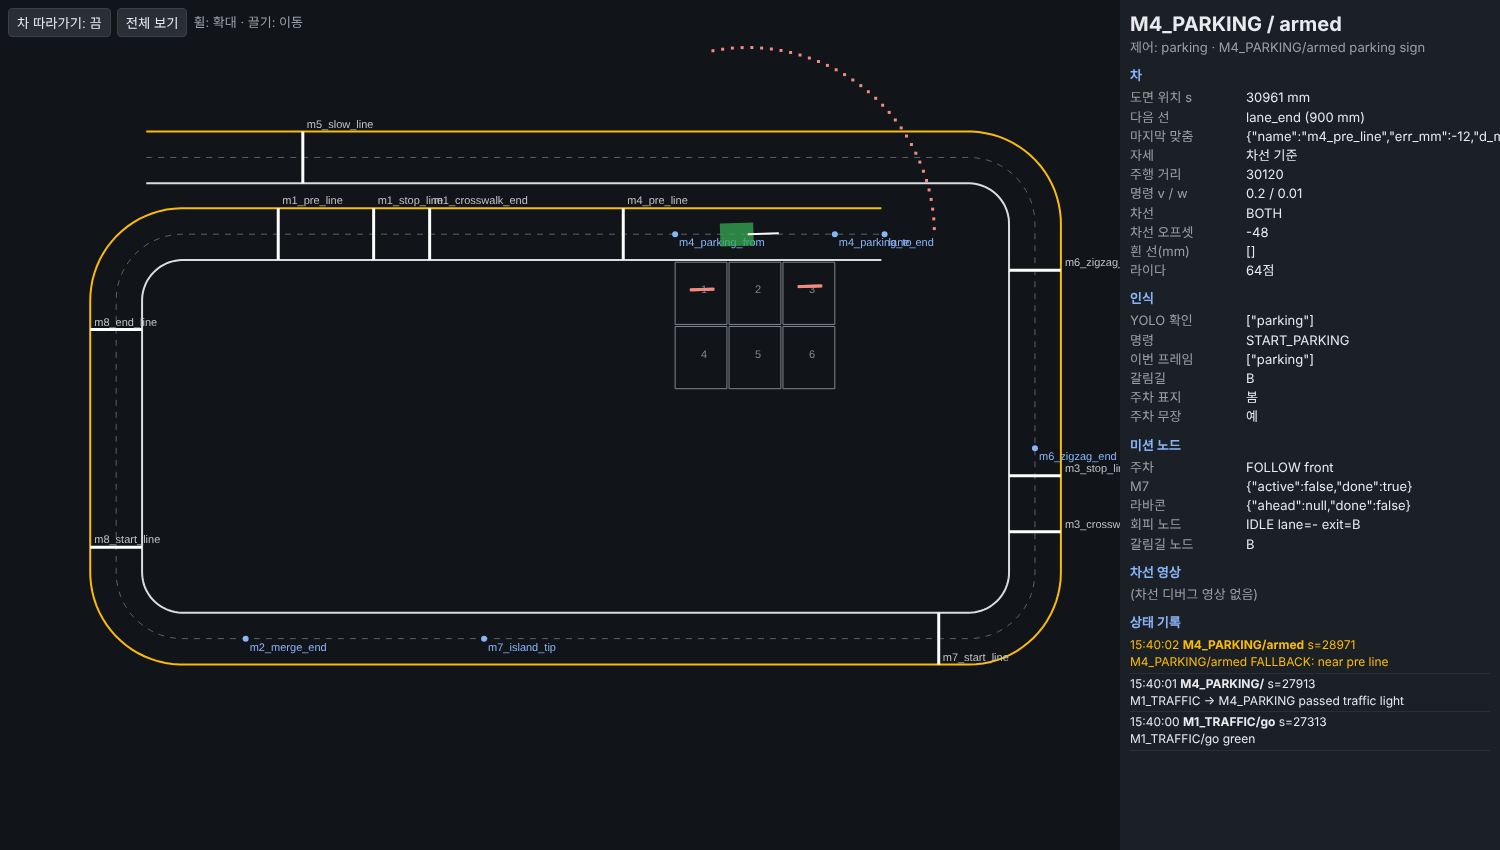 차 따라가기: 끔
전체 보기
휠: 확대 · 끌기: 이동
m5_slow_line
m1_pre_line
m1_stop_line
m1_crosswalk_end
m4_pre_line
m4_parking_from
m4_parking_to
lane_end
m6_zigzag_
m8_end_line
1
2
3
4
5
6
m6_zigzag_end
m3_stop_li
m3_crossw
m8_start_line
m2_merge_end
m7_island_tip
m7_start_line
M4_PARKING / armed
제어: parking · M4_PARKING/armed parking sign
차
도면 위치 s 30961 mm
다음 선 lane_end (900 mm)
마지막 맞춤 {"name":"m4_pre_line","err_mm":-12,"d_m
자세 차선 기준
주행 거리 30120
명령 v / w 0.2 / 0.01
차선 BOTH
차선 오프셋 -48
흰 선(mm) []
라이다 64점
인식
YOLO 확인 ["parking"]
명령 START_PARKING
이번 프레임 ["parking"]
갈림길 B
주차 표지 봄
주차 무장 예
미션 노드
주차 FOLLOW front
M7 {"active":false,"done":true}
라바콘 {"ahead":null,"done":false}
회피 노드 IDLE lane=- exit=B
갈림길 노드 B
차선 영상
(차선 디버그 영상 없음)
상태 기록
15:40:02 M4_PARKING/armed s=28971
M4_PARKING/armed FALLBACK: near pre line
15:40:01 M4_PARKING/ s=27913
M1_TRAFFIC → M4_PARKING passed traffic light
15:40:00 M1_TRAFFIC/go s=27313
M1_TRAFFIC/go green